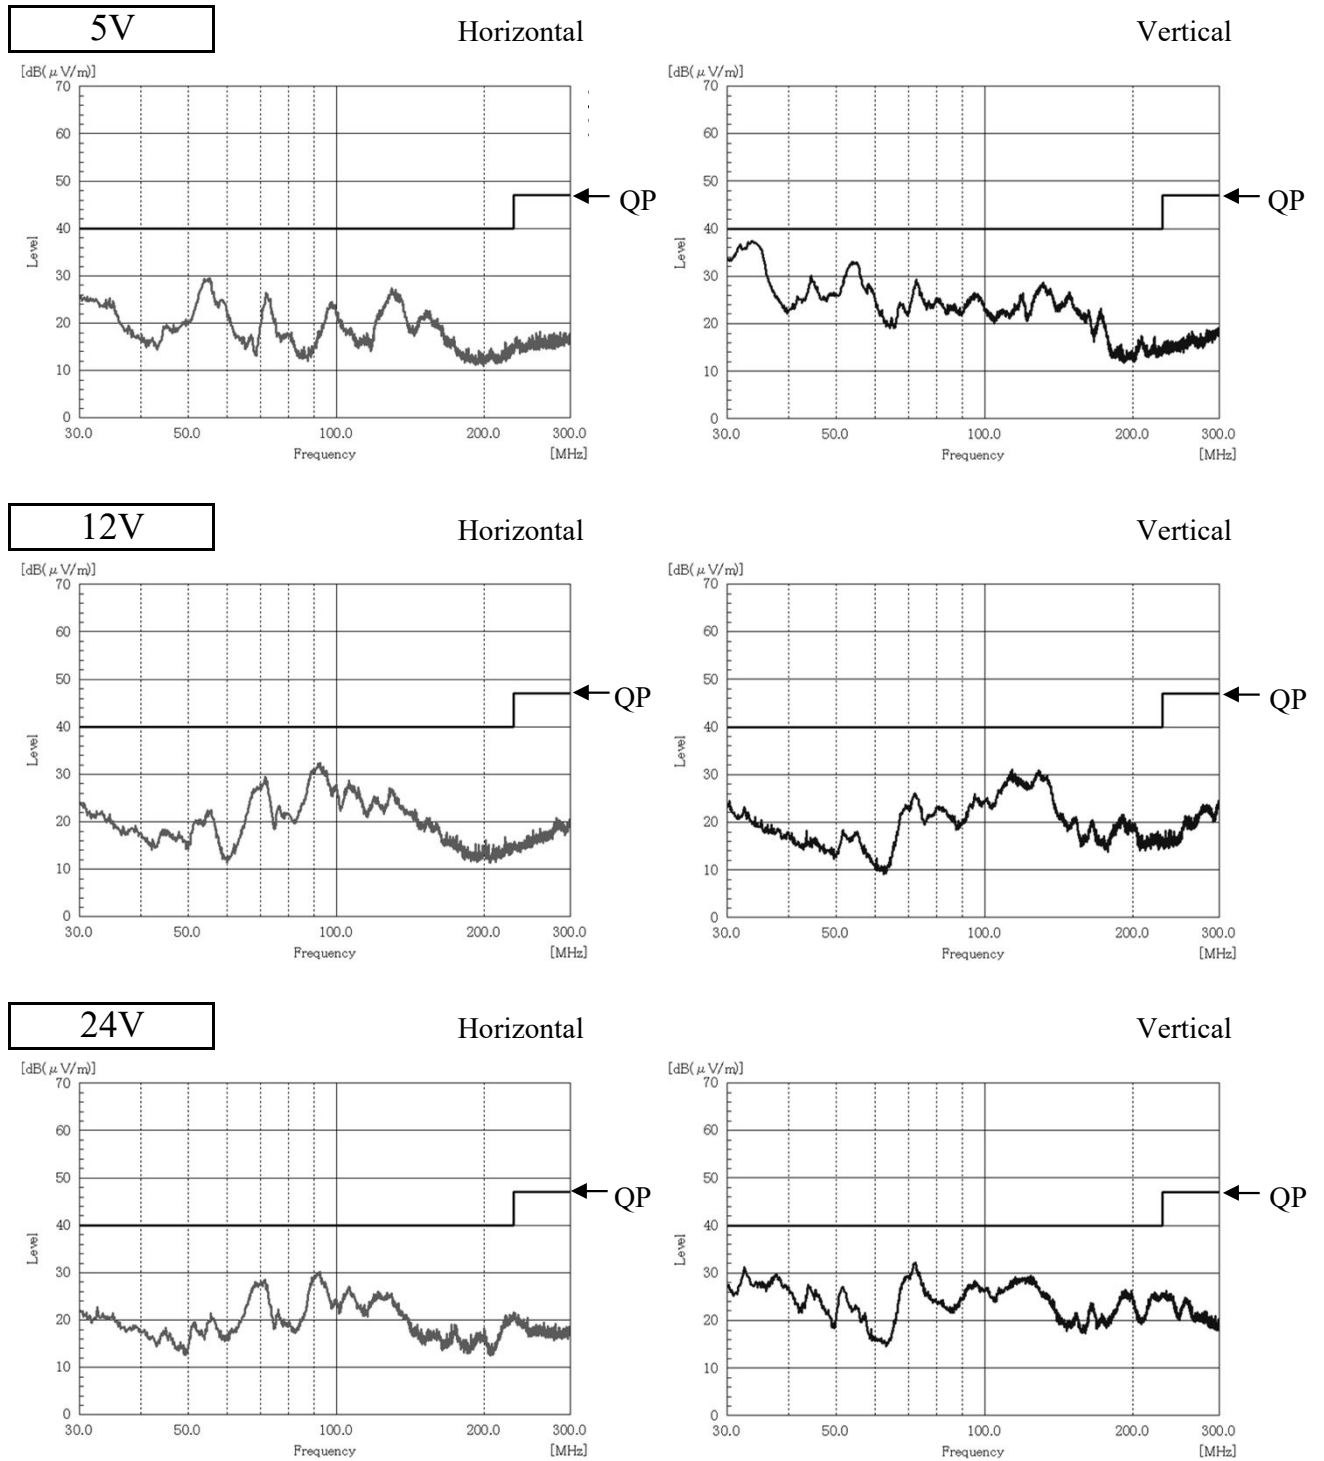 5V Horizontal Vertical
[dB(μV/m)] [dB(μV/m)]
70 70
60 60
50 50
QP QP
40 40
Level Level
30 30
20 20
10 10
0 0
30.0 50.0 100.0 200.0 300.0 30.0 50.0 100.0 200.0 300.0
Frequency [MHz] Frequency [MHz]
12V Horizontal Vertical
[dB(μV/m)] [dB(μV/m)]
70 70
60 60
50 50
QP QP
40 40
Level Level
30 30
20 20
10 10
0 0
30.0 50.0 100.0 200.0 300.0 30.0 50.0 100.0 200.0 300.0
Frequency [MHz] Frequency [MHz]
24V Horizontal Vertical
[dB(μV/m)] [dB(μV/m)]
70 70
60 60
50 50
QP QP
40 40
Level Level
30 30
20 20
10 10
0 0
30.0 50.0 100.0 200.0 300.0 30.0 50.0 100.0 200.0 300.0
Frequency [MHz] Frequency [MHz]